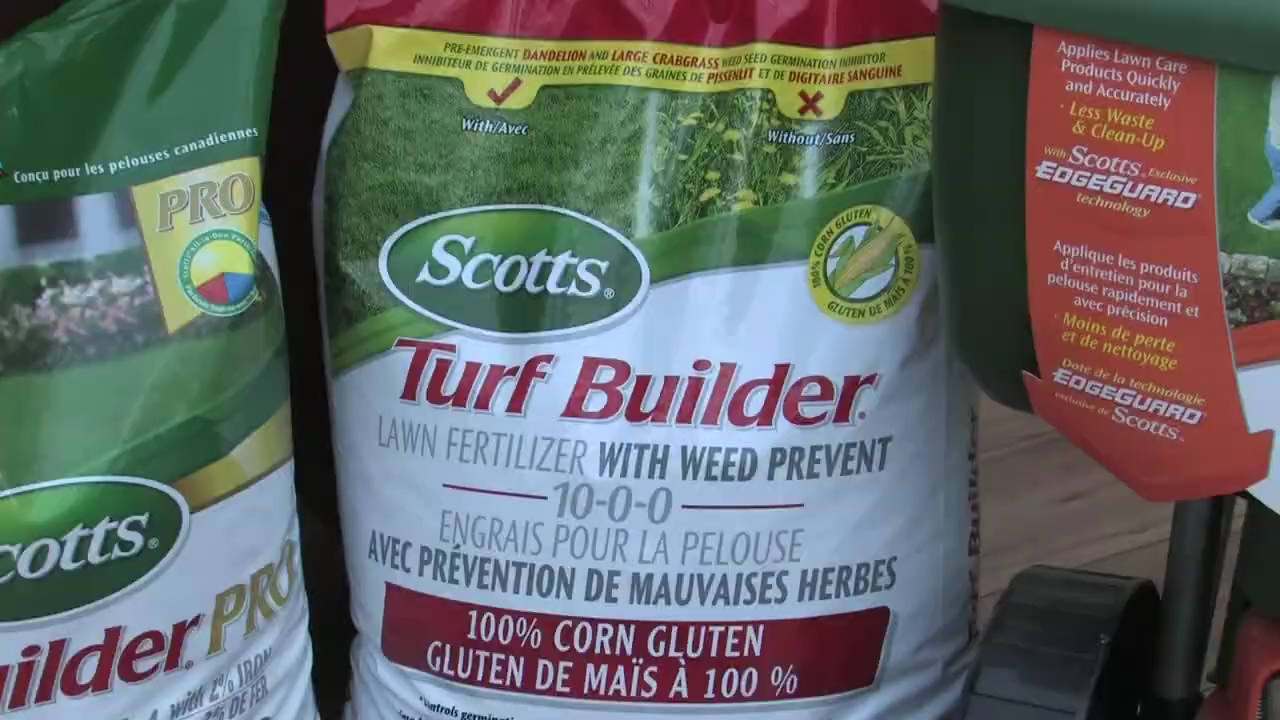 Conçu pour les pelouses canadiennes
PRO
Scotts
Builder PRO
with 2% IRON
2% DE FER
PRE-EMERGENT DANDELION AND LARGE CRABGRASS WEED SEED GERMINATION INHIBITOR
INHIBITEUR DE GERMINATION EN PRÉLEVÉE DES GRAINES DE PISSENLIT ET DE DIGITAIRE SANGUINE
With/Avec
Without/Sans
100% CORN GLUTEN
GLUTEN DE MAÏS À 100%
Scotts®
Turf Builder®
LAWN FERTILIZER WITH WEED PREVENT
10-0-0
ENGRAIS POUR LA PELOUSE
AVEC PRÉVENTION DE MAUVAISES HERBES
100% CORN GLUTEN
GLUTEN DE MAÏS À 100 %
Applies Lawn Care
Products Quickly
and Accurately
· Less Waste
& Clean-Up
with Scotts® Exclusive
EDGEGUARD®
technology
Applique les produits
d'entretien pour la
pelouse rapidement et
avec précision
· Moins de perte
et de nettoyage
Doté de la technologie
EDGEGUARD®
exclusive de Scotts®